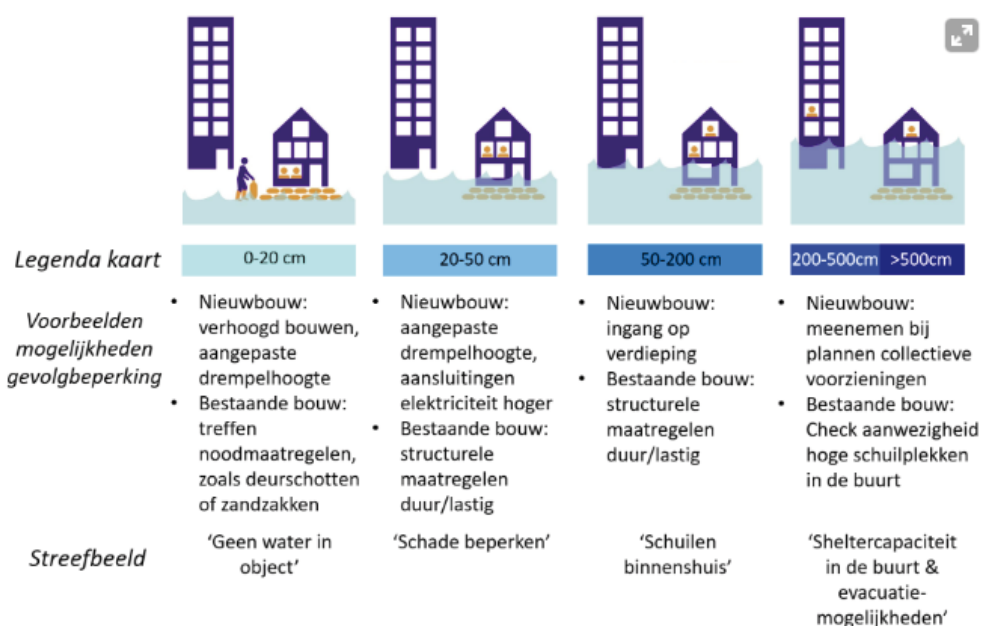 Legenda kaart
0-20 cm
20-50 cm
50-200 cm
200-500cm
>500cm
Voorbeelden
mogelijkheden
gevolgbeperking
• Nieuwbouw:
verhoogd bouwen,
aangepaste
drempelhoogte
• Bestaande bouw:
treffen
noodmaatregelen,
zoals deurschotten
of zandzakken
• Nieuwbouw:
aangepaste
drempelhoogte,
aansluitingen
elektriciteit hoger
• Bestaande bouw:
structurele
maatregelen
duur/lastig
• Nieuwbouw:
ingang op
verdieping
• Bestaande bouw:
structurele
maatregelen
duur/lastig
• Nieuwbouw:
meenemen bij
plannen collectieve
voorzieningen
• Bestaande bouw:
Check aanwezigheid
hoge schuilplekken
in de buurt
Streefbeeld
‘Geen water in
object’
‘Schade beperken’
‘Schuilen
binnenshuis’
‘Sheltercapaciteit
in de buurt &
evacuatie-
mogelijkheden’